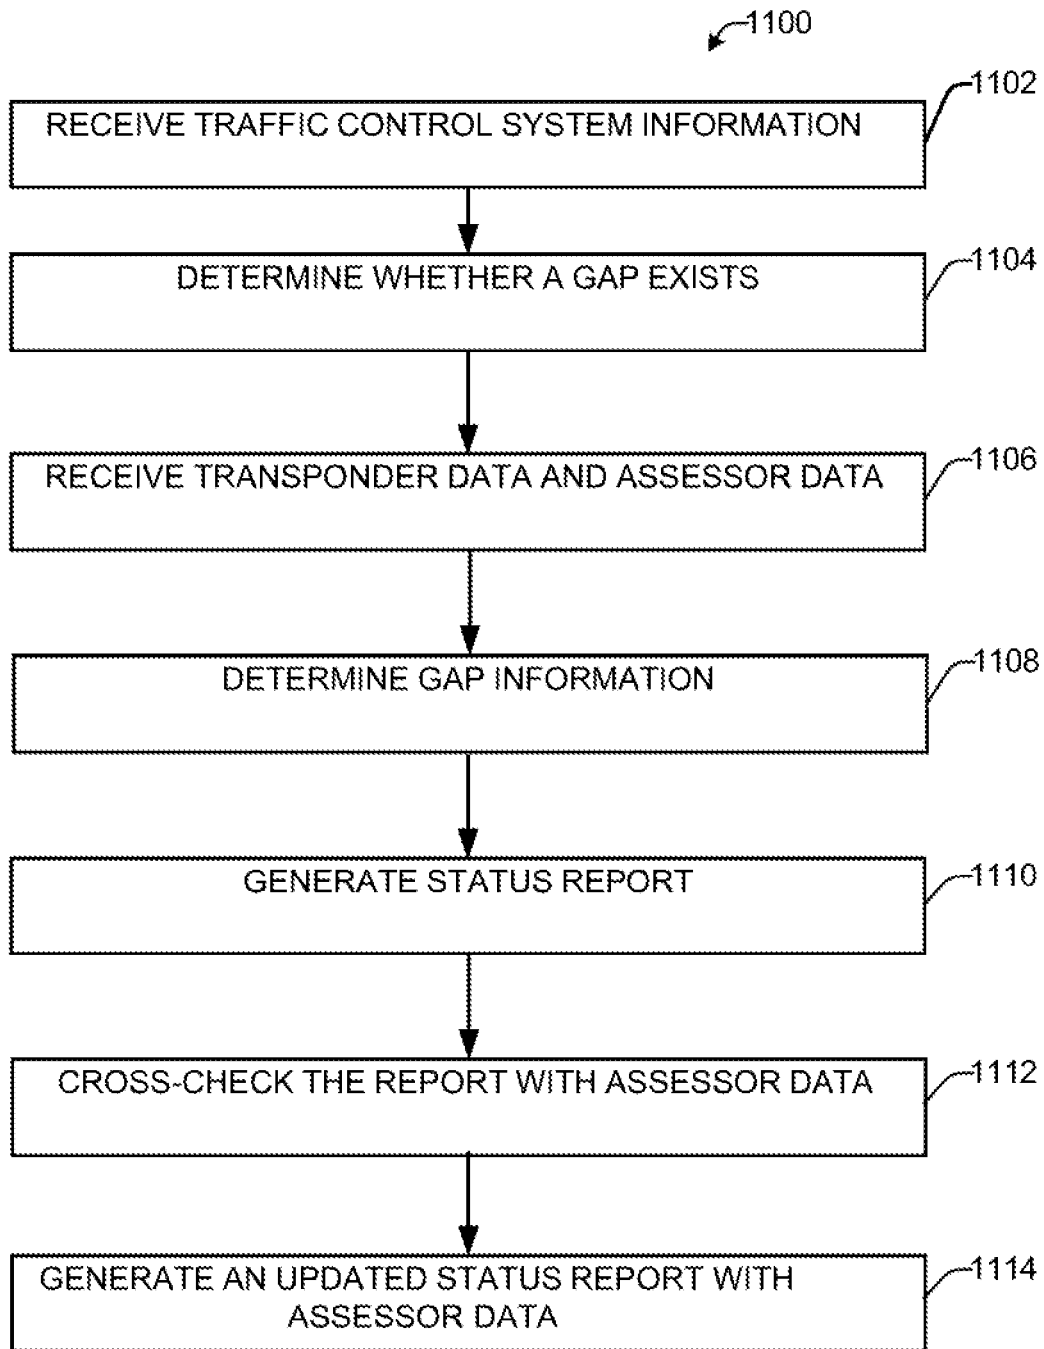 1100
1102
RECEIVE TRAFFIC CONTROL SYSTEM INFORMATION
1104
DETERMINE WHETHER A GAP EXISTS
1106
RECEIVE TRANSPONDER DATA AND ASSESSOR DATA
1108
DETERMINE GAP INFORMATION
1110
GENERATE STATUS REPORT
1112
CROSS-CHECK THE REPORT WITH ASSESSOR DATA
1114
GENERATE AN UPDATED STATUS REPORT WITH
ASSESSOR DATA